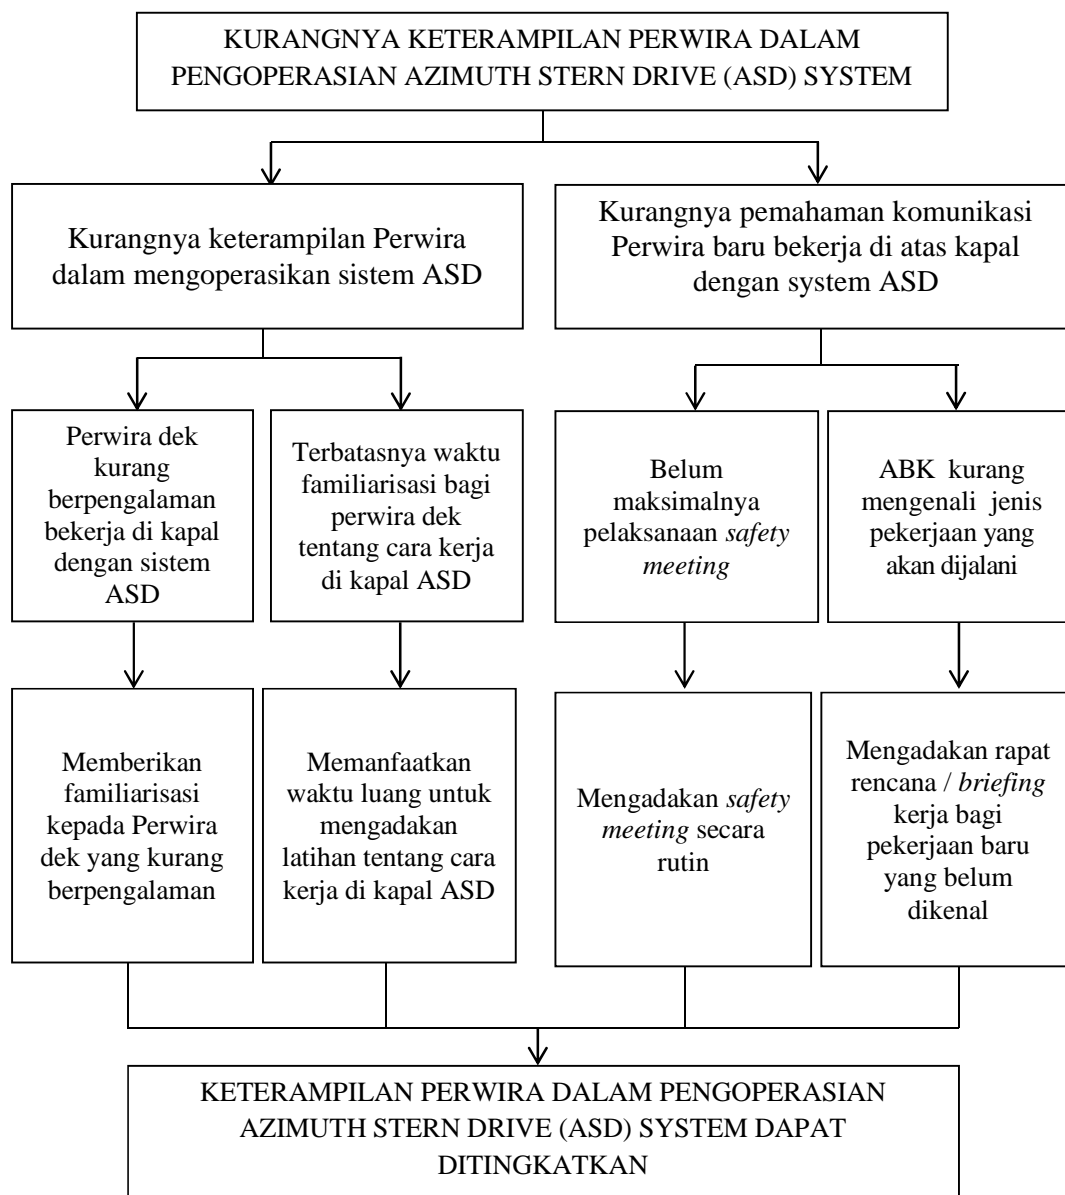 KURANGNYA KETERAMPILAN PERWIRA DALAM
PENGOPERASIAN AZIMUTH STERN DRIVE (ASD) SYSTEM
Kurangnya keterampilan Perwira
dalam mengoperasikan sistem ASD
Kurangnya pemahaman komunikasi
Perwira baru bekerja di atas kapal
dengan system ASD
Perwira dek
kurang
berpengalaman
bekerja di kapal
dengan sistem
ASD
Terbatasnya waktu
familiarisasi bagi
perwira dek
tentang cara kerja
di kapal ASD
Belum
maksimalnya
pelaksanaan safety
meeting
ABK kurang
mengenali jenis
pekerjaan yang
akan dijalani
Memberikan
familiarisasi
kepada Perwira
dek yang kurang
berpengalaman
Memanfaatkan
waktu luang untuk
mengadakan
latihan tentang cara
kerja di kapal ASD
Mengadakan safety
meeting secara
rutin
Mengadakan rapat
rencana / briefing
kerja bagi
pekerjaan baru
yang belum
dikenal
KETERAMPILAN PERWIRA DALAM PENGOPERASIAN
AZIMUTH STERN DRIVE (ASD) SYSTEM DAPAT
DITINGKATKAN